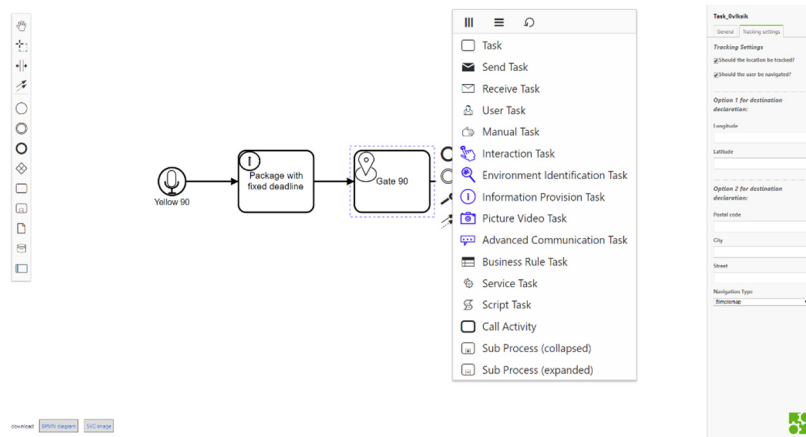 Yellow 90
Package with
fixed deadline
Gate 90
Task
Send Task
Receive Task
User Task
Manual Task
Interaction Task
Environment Identification Task
Information Provision Task
Picture Video Task
Advanced Communication Task
Business Rule Task
Service Task
Script Task
Call Activity
Sub Process (collapsed)
Sub Process (expanded)
General Tracking settings
Tracking Settings
Should the location be tracked?
Should the user be navigated?
Option 1 for destination
declaration:
Longitude
Latitude
Option 2 for destination
declaration:
Postal code
City
Street
Navigation Type
download BPMN diagram SVG image